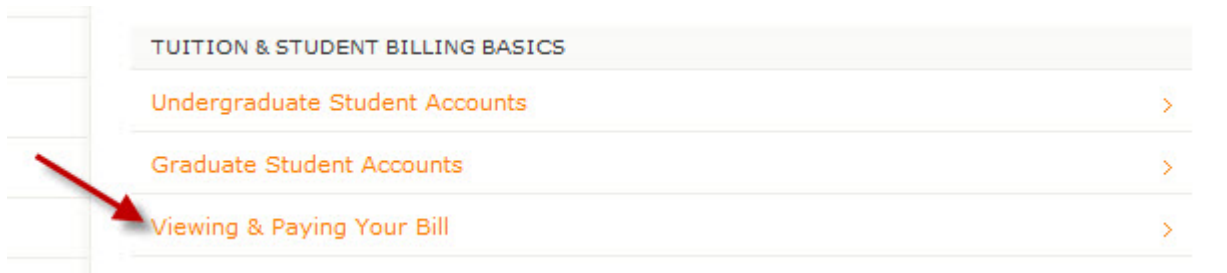 TUITION & STUDENT BILLING BASICS
Undergraduate Student Accounts
Graduate Student Accounts
Viewing & Paying Your Bill